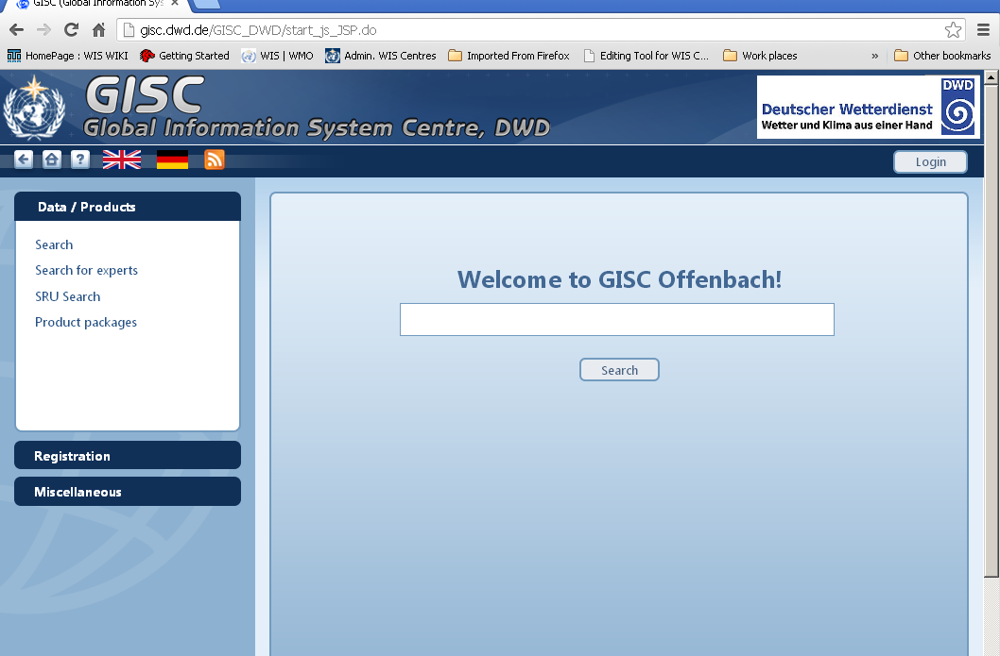 GISC (Global Information Sys
gisc.dwd.de/GISC_DWD/start_js_JSP.do
HomePage : WIS WIKI Getting Started WIS | WMO Admin. WIS Centres Imported From Firefox Editing Tool for WIS C... Work places » Other bookmarks
GISC
Global Information System Centre, DWD
DWD
Deutscher Wetterdienst
Wetter und Klima aus einer Hand
?
Login
Data / Products
Search
Search for experts
SRU Search
Product packages
Registration
Miscellaneous
Welcome to GISC Offenbach!
Search